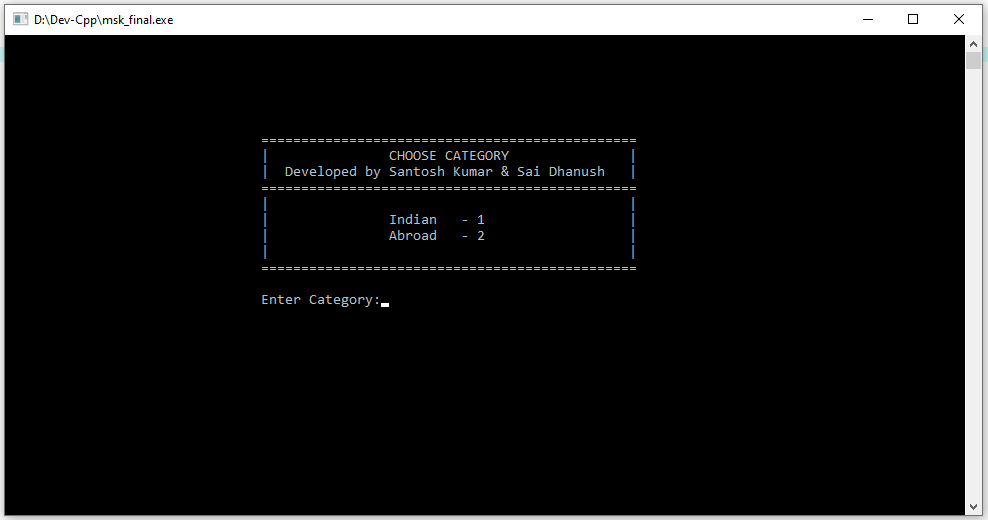 D:\Dev-Cpp\msk_final.exe
===============================================
|               CHOOSE CATEGORY               |
|  Developed by Santosh Kumar & Sai Dhanush   |
===============================================
|                                             |
|               Indian   - 1                  |
|               Abroad   - 2                  |
|                                             |
===============================================
Enter Category: